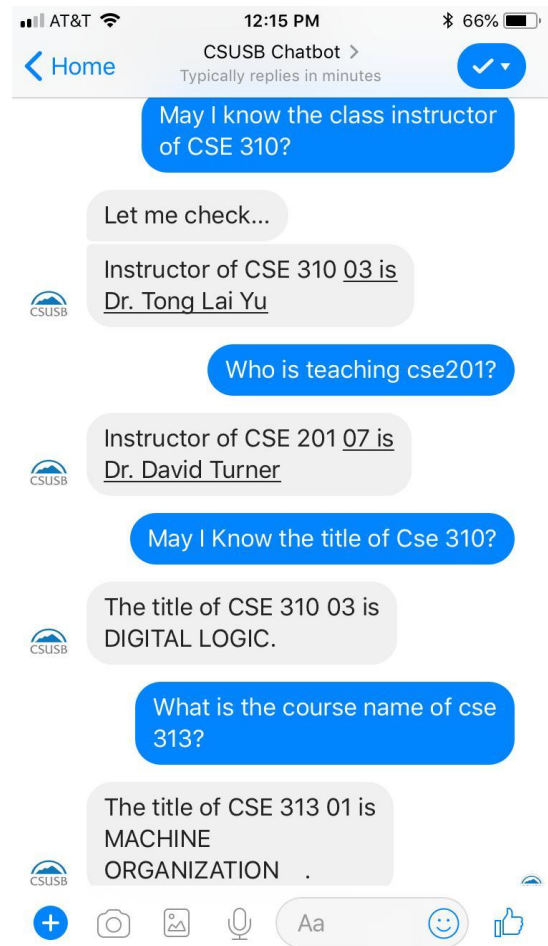 AT&T 12:15 PM 66%
Home CSUSB Chatbot >
Typically replies in minutes
May I know the class instructor
of CSE 310?
Let me check...
Instructor of CSE 310 03 is
Dr. Tong Lai Yu
CSUSB
Who is teaching cse201?
Instructor of CSE 201 07 is
Dr. David Turner
CSUSB
May I Know the title of Cse 310?
The title of CSE 310 03 is
DIGITAL LOGIC.
CSUSB
What is the course name of cse
313?
The title of CSE 313 01 is
MACHINE
ORGANIZATION .
CSUSB
Aa